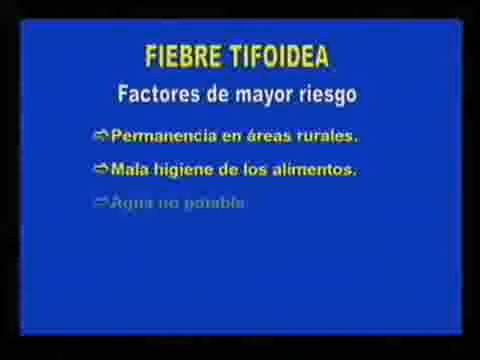 FIEBRE TIFOIDEA
Factores de mayor riesgo
⇨Permanencia en áreas rurales.
⇨Mala higiene de los alimentos.
⇨Agua no potable